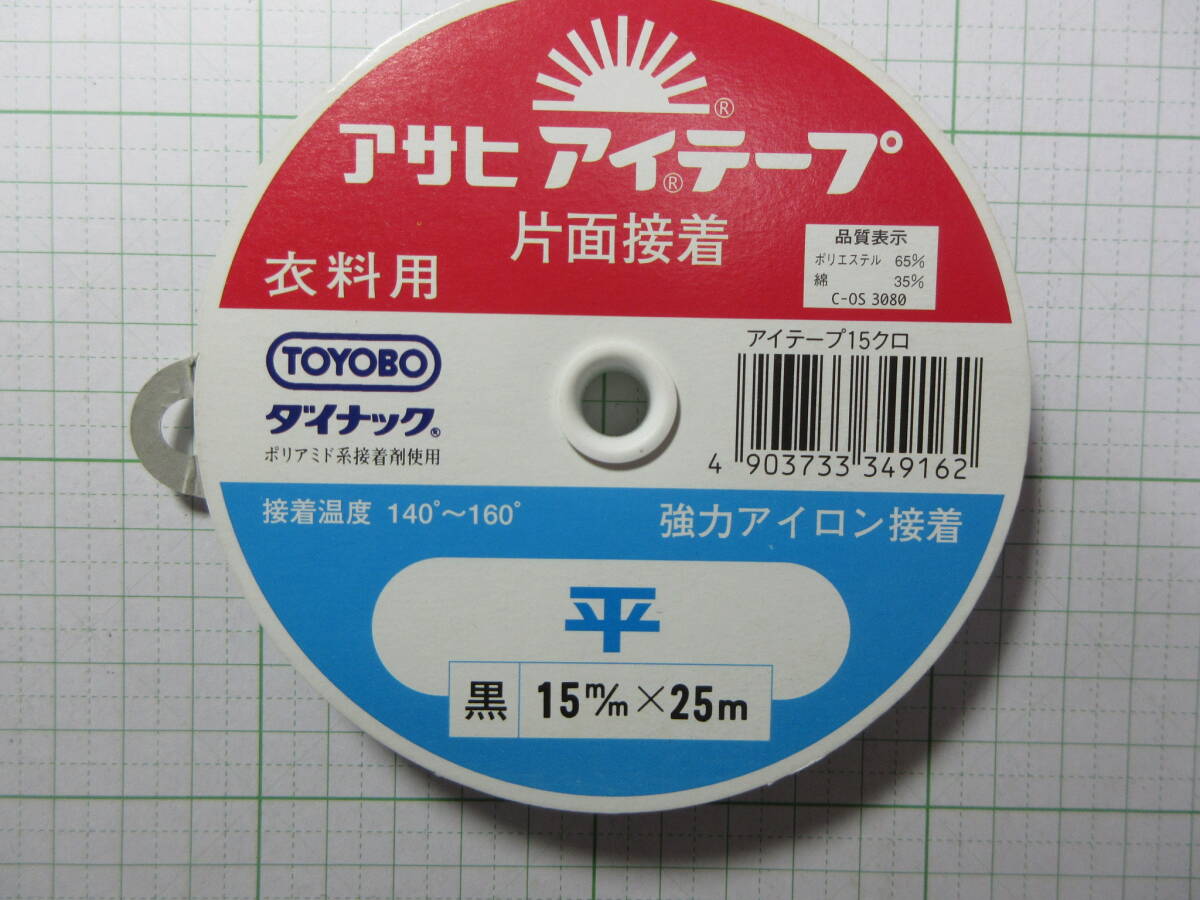 ®
アサヒ アイ®テープ
片面接着
衣料用
品質表示
ポリエステル 65%
綿 35%
C-OS 3080
TOYOBO
ダイナック®
ポリアミド系接着剤使用
アイテープ15クロ
4 903733 349162
接着温度 140°~160°
強力アイロン接着
平
黒 15m/m×25m